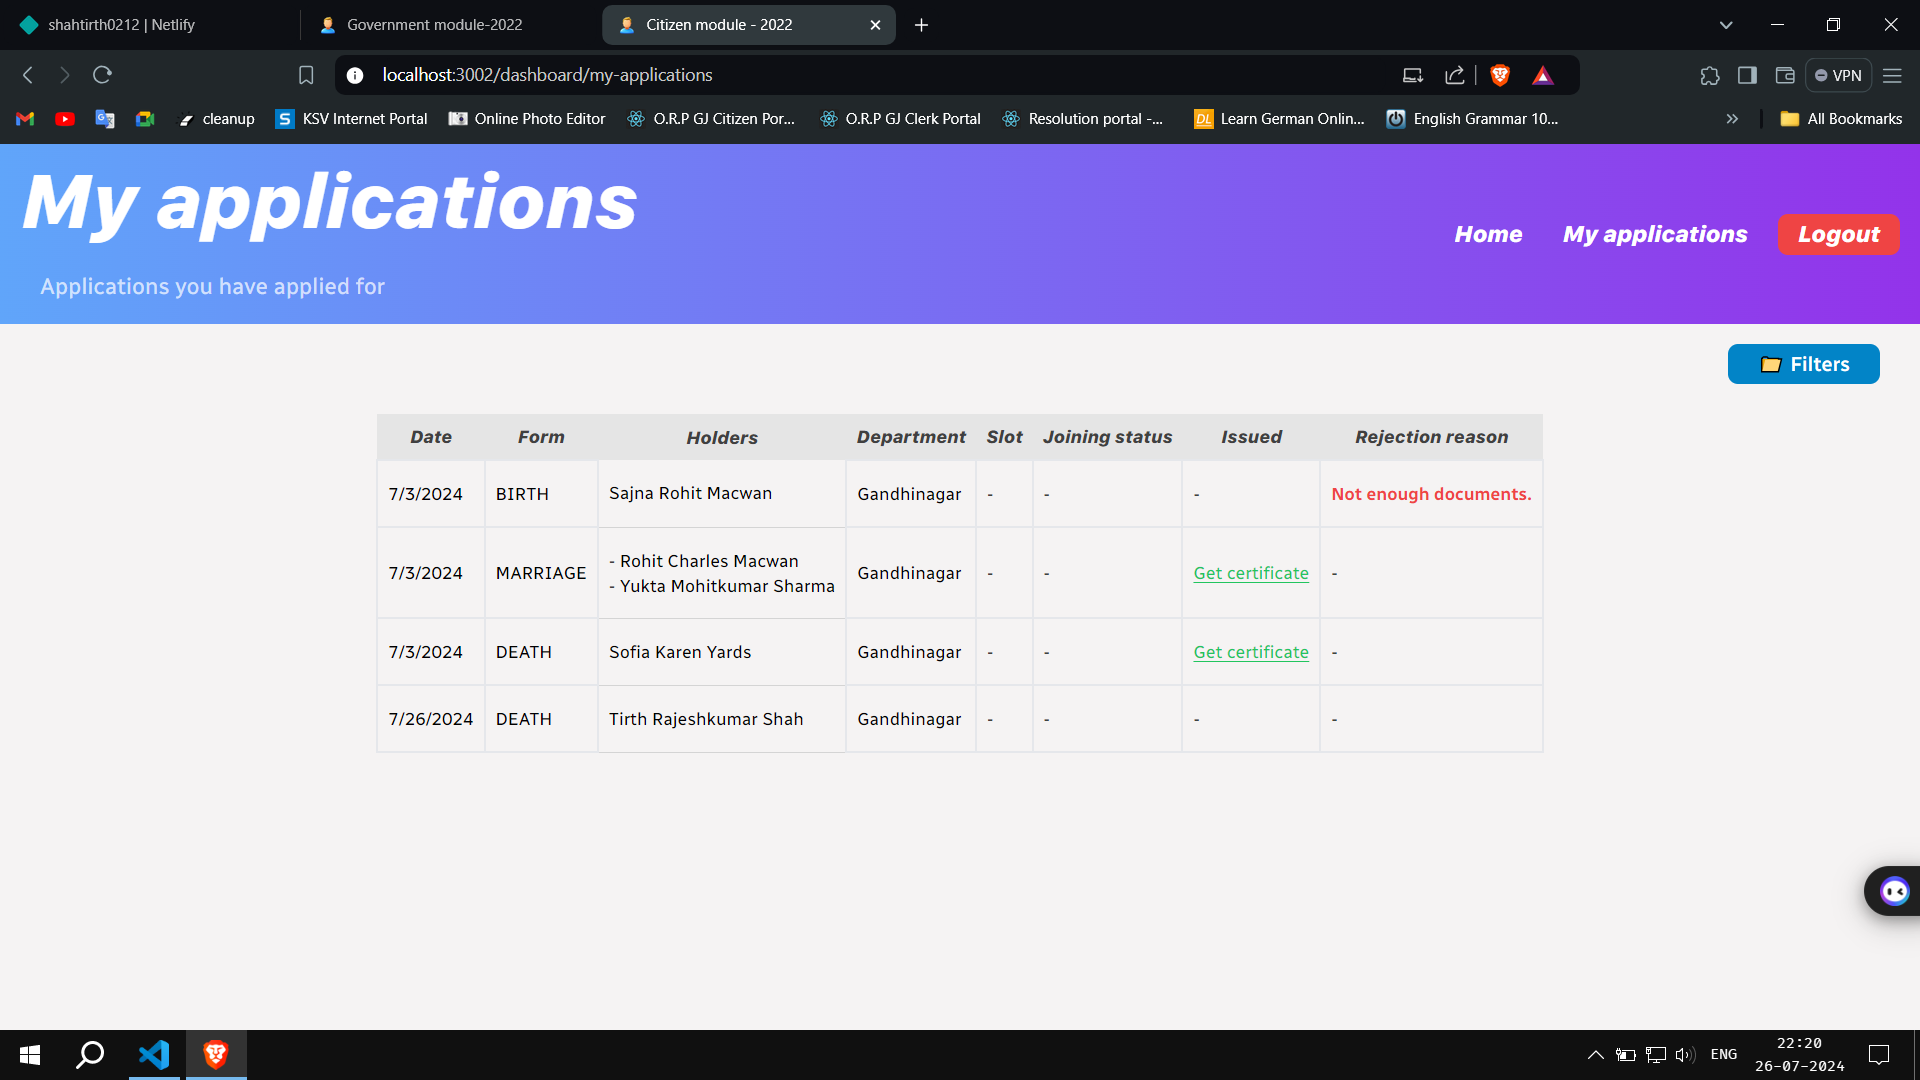 shahtirth0212 | Netlify
Government module-2022
Citizen module - 2022
localhost:3002/dashboard/my-applications
VPN
cleanup
KSV Internet Portal
Online Photo Editor
O.R.P GJ Citizen Por...
O.R.P GJ Clerk Portal
Resolution portal -...
DL
Learn German Onlin...
English Grammar 10...
All Bookmarks
My applications
Applications you have applied for
Home
My applications
Logout
Filters
Date Form Holders Department Slot Joining status Issued Rejection reason
7/3/2024 BIRTH Sajna Rohit Macwan Gandhinagar - - - Not enough documents.
7/3/2024 MARRIAGE - Rohit Charles Macwan
- Yukta Mohitkumar Sharma Gandhinagar - - Get certificate -
7/3/2024 DEATH Sofia Karen Yards Gandhinagar - - Get certificate -
7/26/2024 DEATH Tirth Rajeshkumar Shah Gandhinagar - - - -
ENG
22:20
26-07-2024